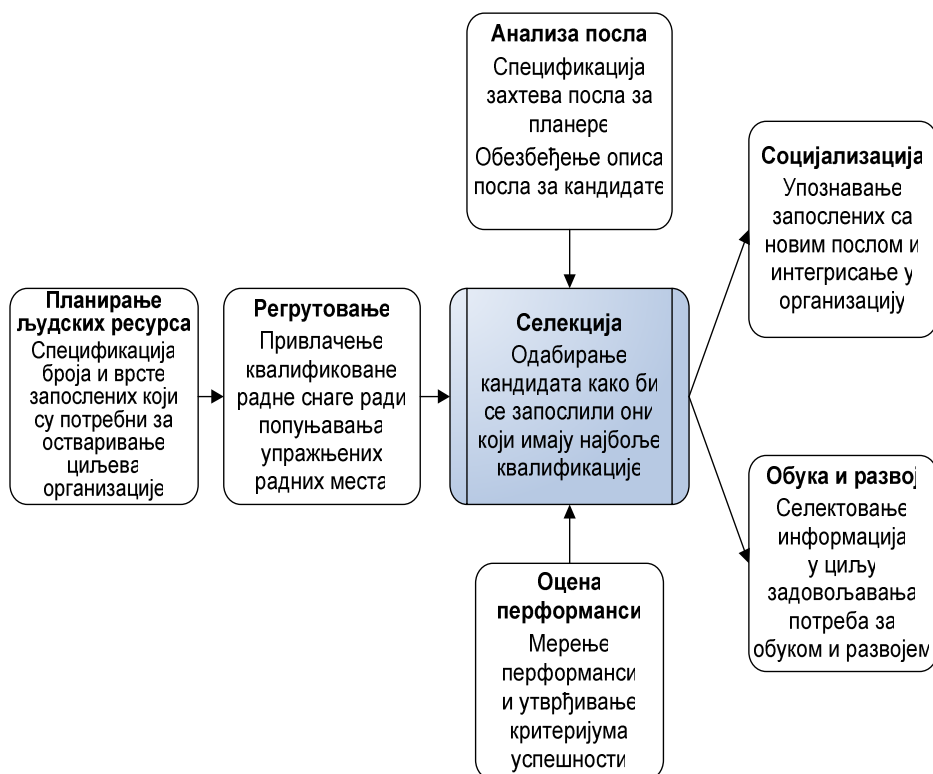 Анализа посла
Спецификација
захтева посла за
планере
Обезбеђење описа
посла за кандидате
Социјализација
Упознавање
запослених са
новим послом и
интегрисање у
организацију
Планирање
људских ресурса
Спецификација
броја и врсте
запослених који
су потребни за
остваривање
циљева
организације
Регрутовање
Привлачење
квалификоване
радне снаге ради
попуњавања
упражњених
радних места
Селекција
Одабирање
кандидата како би
се запослили они
који имају најбоље
квалификације
Обука и развој
Селектовање
информација
у циљу
задовољавања
потреба за
обуком и развојем
Оцена
перформанси
Мерење
перформанси
и утврђивање
критеријума
успешности